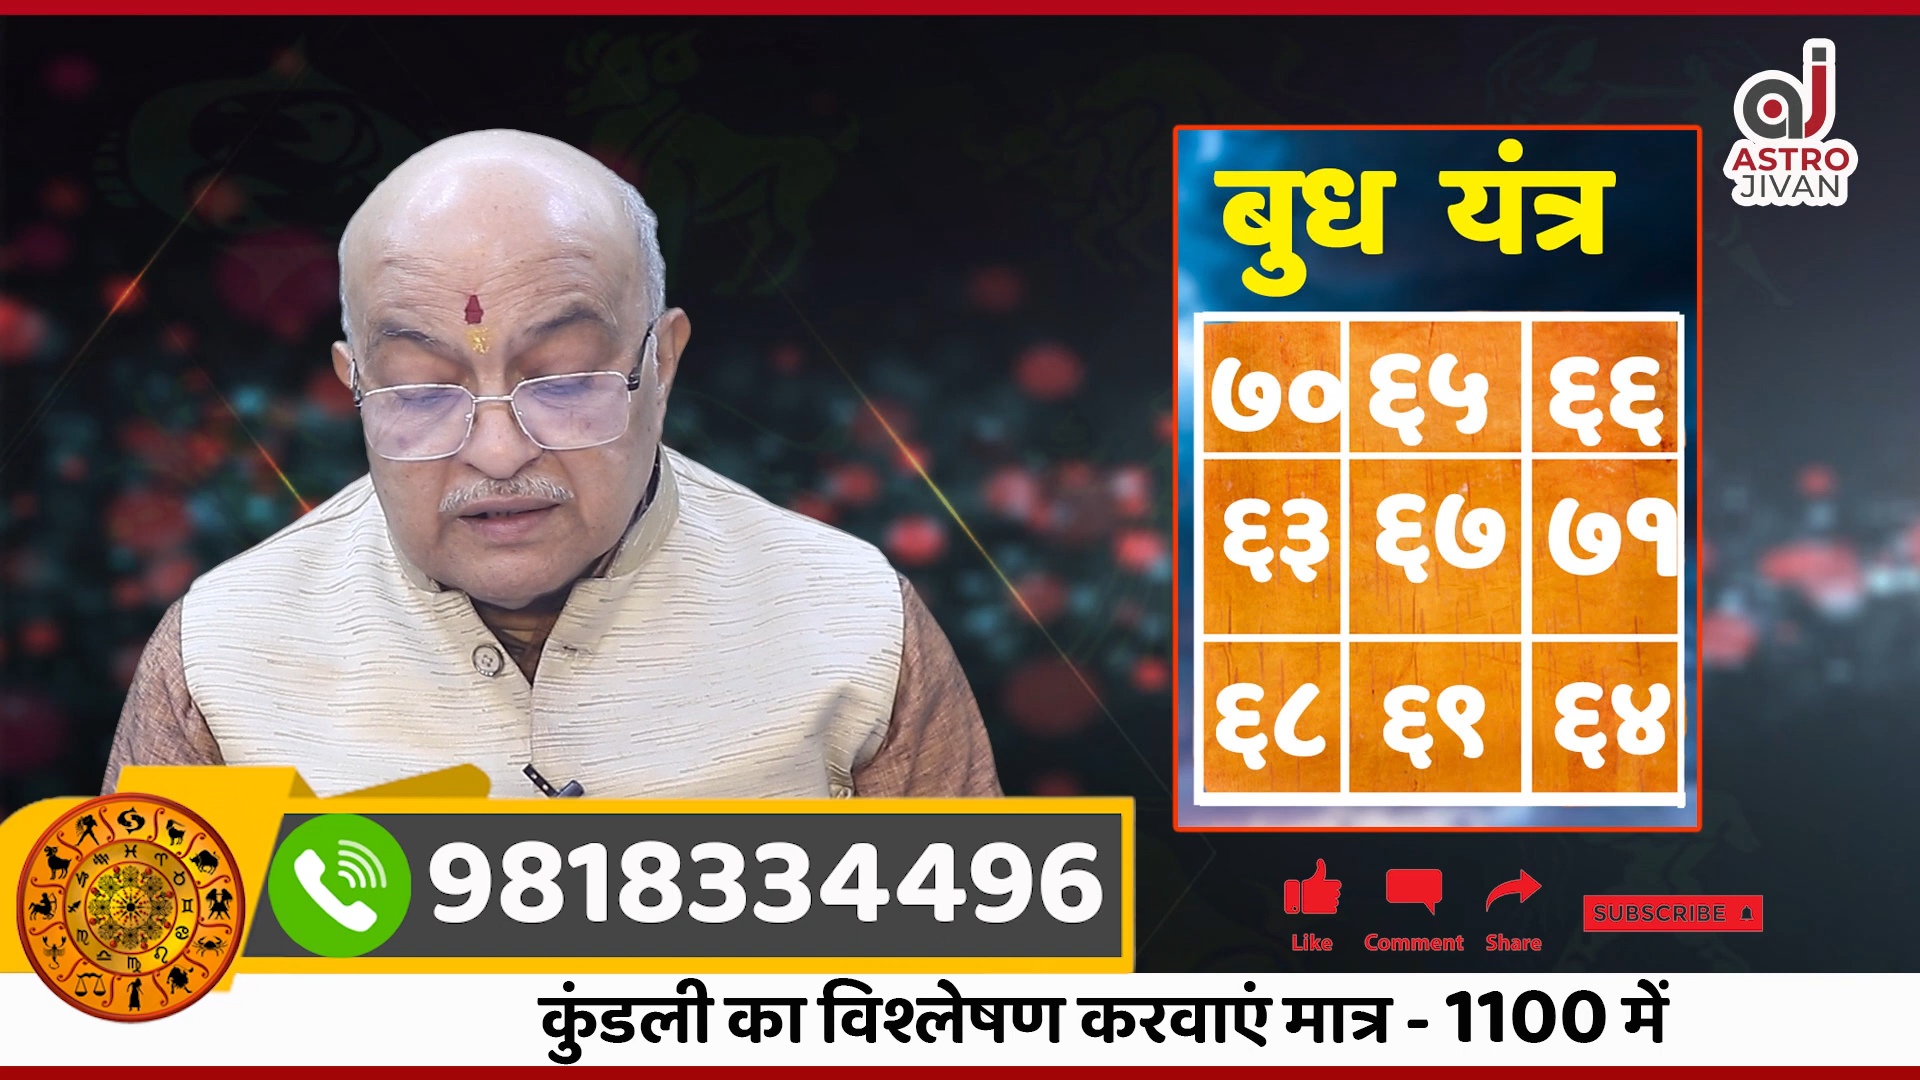 aj
ASTRO
JIVAN
बुध यंत्र
७० ६५ ६६
६३ ६७ ७१
६८ ६९ ६४
9818334496
Like Comment Share
SUBSCRIBE
कुंडली का विश्लेषण करवाएं मात्र - 1100 में